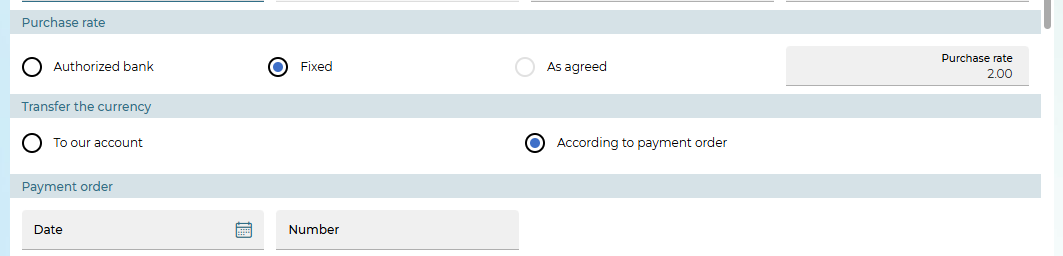 Purchase rate
Authorized bank
Fixed
As agreed
Purchase rate
2.00
Transfer the currency
To our account
According to payment order
Payment order
Date
Number